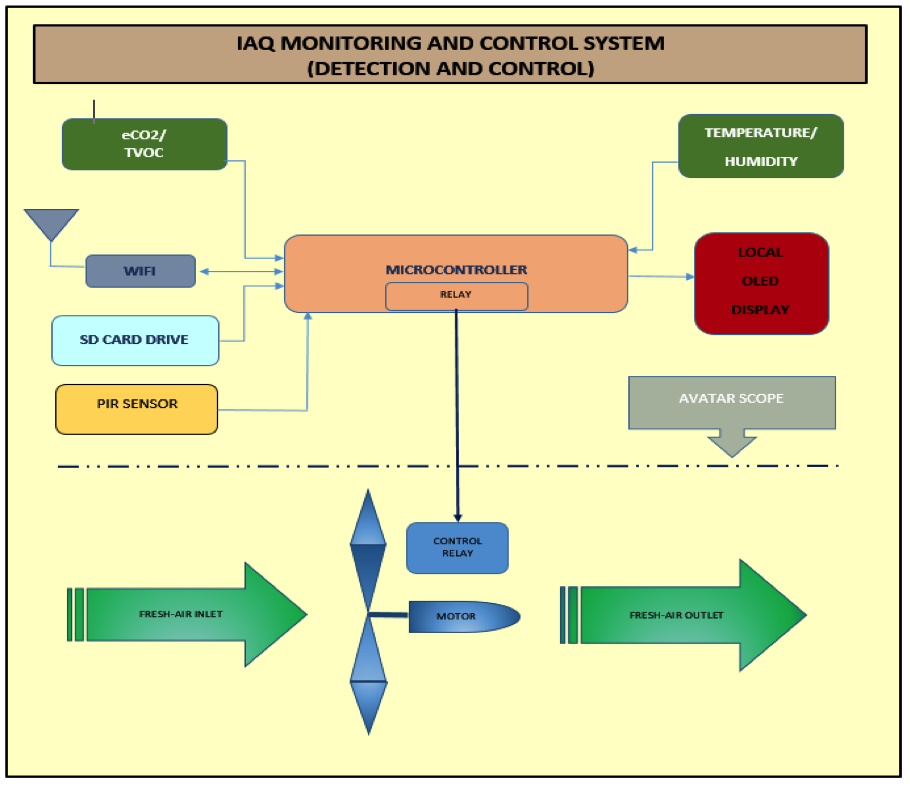 IAQ MONITORING AND CONTROL SYSTEM
(DETECTION AND CONTROL)
eCO2/
TVOC
TEMPERATURE/
HUMIDITY
WIFI
MICROCONTROLLER
RELAY
LOCAL
OLED
DISPLAY
SD CARD DRIVE
PIR SENSOR
AVATAR SCOPE
CONTROL
RELAY
FRESH-AIR INLET
MOTOR
FRESH-AIR OUTLET